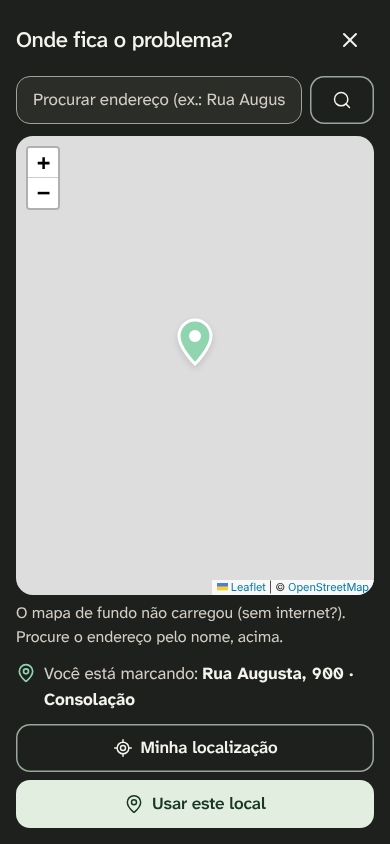 Onde fica o problema?
Procurar endereço (ex.: Rua Augus
+
−
Leaflet | © OpenStreetMap
O mapa de fundo não carregou (sem internet?).
Procure o endereço pelo nome, acima.
Você está marcando: Rua Augusta, 900 ·
Consolação
Minha localização
Usar este local